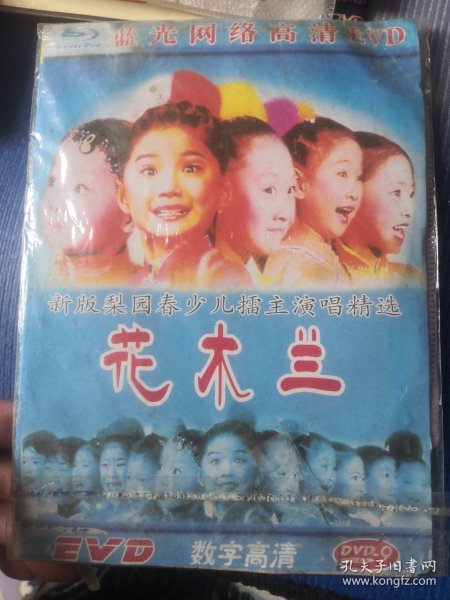 蓝光网络高清EVD
新版梨园春少儿擂主演唱精选
花木兰
EVD
数字高清
DVD-9
孔夫子旧书网
www.kongfz.com